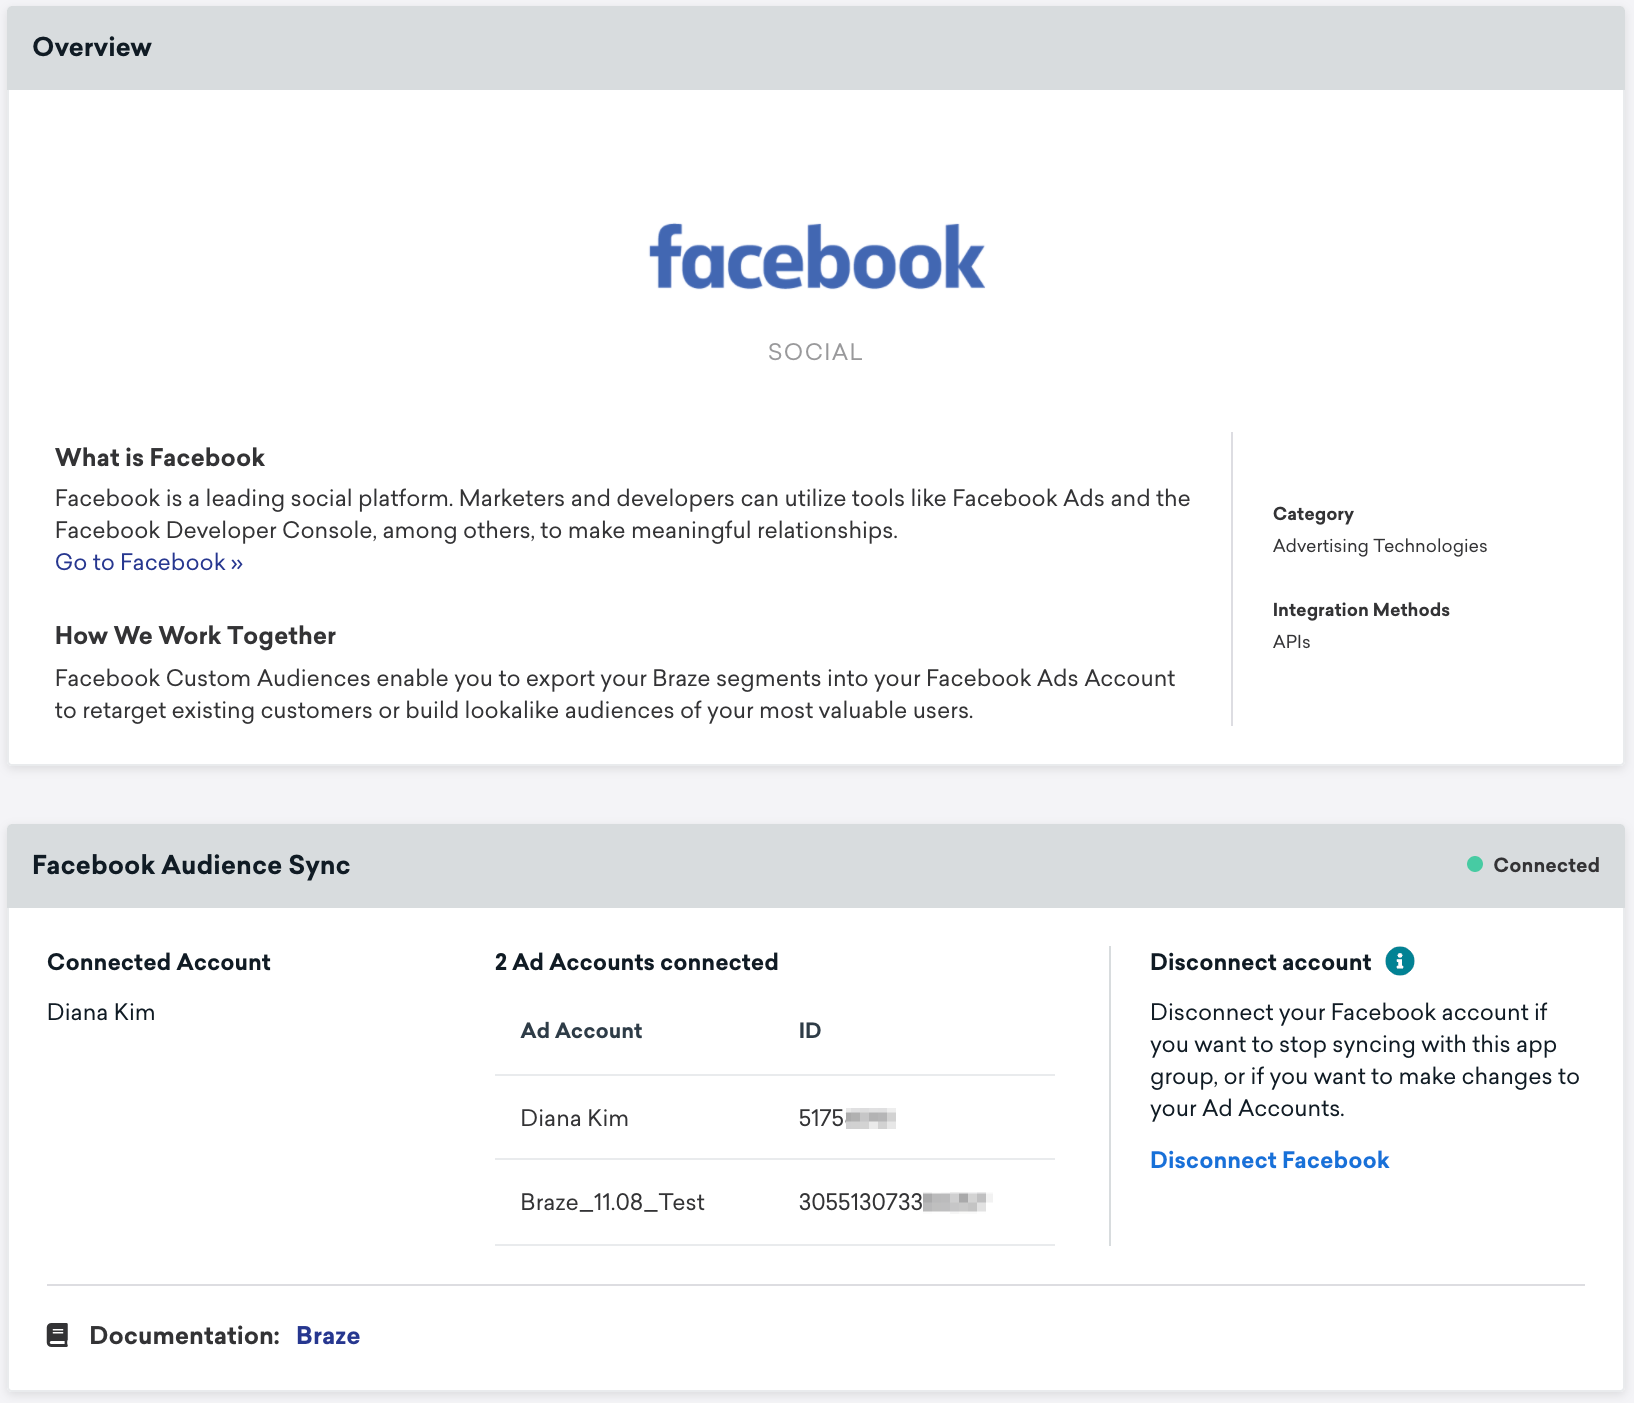 Overview
facebook
SOCIAL
What is Facebook
Facebook is a leading social platform. Marketers and developers can utilize tools like Facebook Ads and the
Facebook Developer Console, among others, to make meaningful relationships.
Go to Facebook »
How We Work Together
Facebook Custom Audiences enable you to export your Braze segments into your Facebook Ads Account
to retarget existing customers or build lookalike audiences of your most valuable users.
Category
Advertising Technologies
Integration Methods
APIs
Facebook Audience Sync
Connected
Connected Account
Diana Kim
2 Ad Accounts connected
Ad Account ID
Diana Kim 5175
Braze_11.08_Test 3055130733
Disconnect account
Disconnect your Facebook account if
you want to stop syncing with this app
group, or if you want to make changes to
your Ad Accounts.
Disconnect Facebook
Documentation: Braze